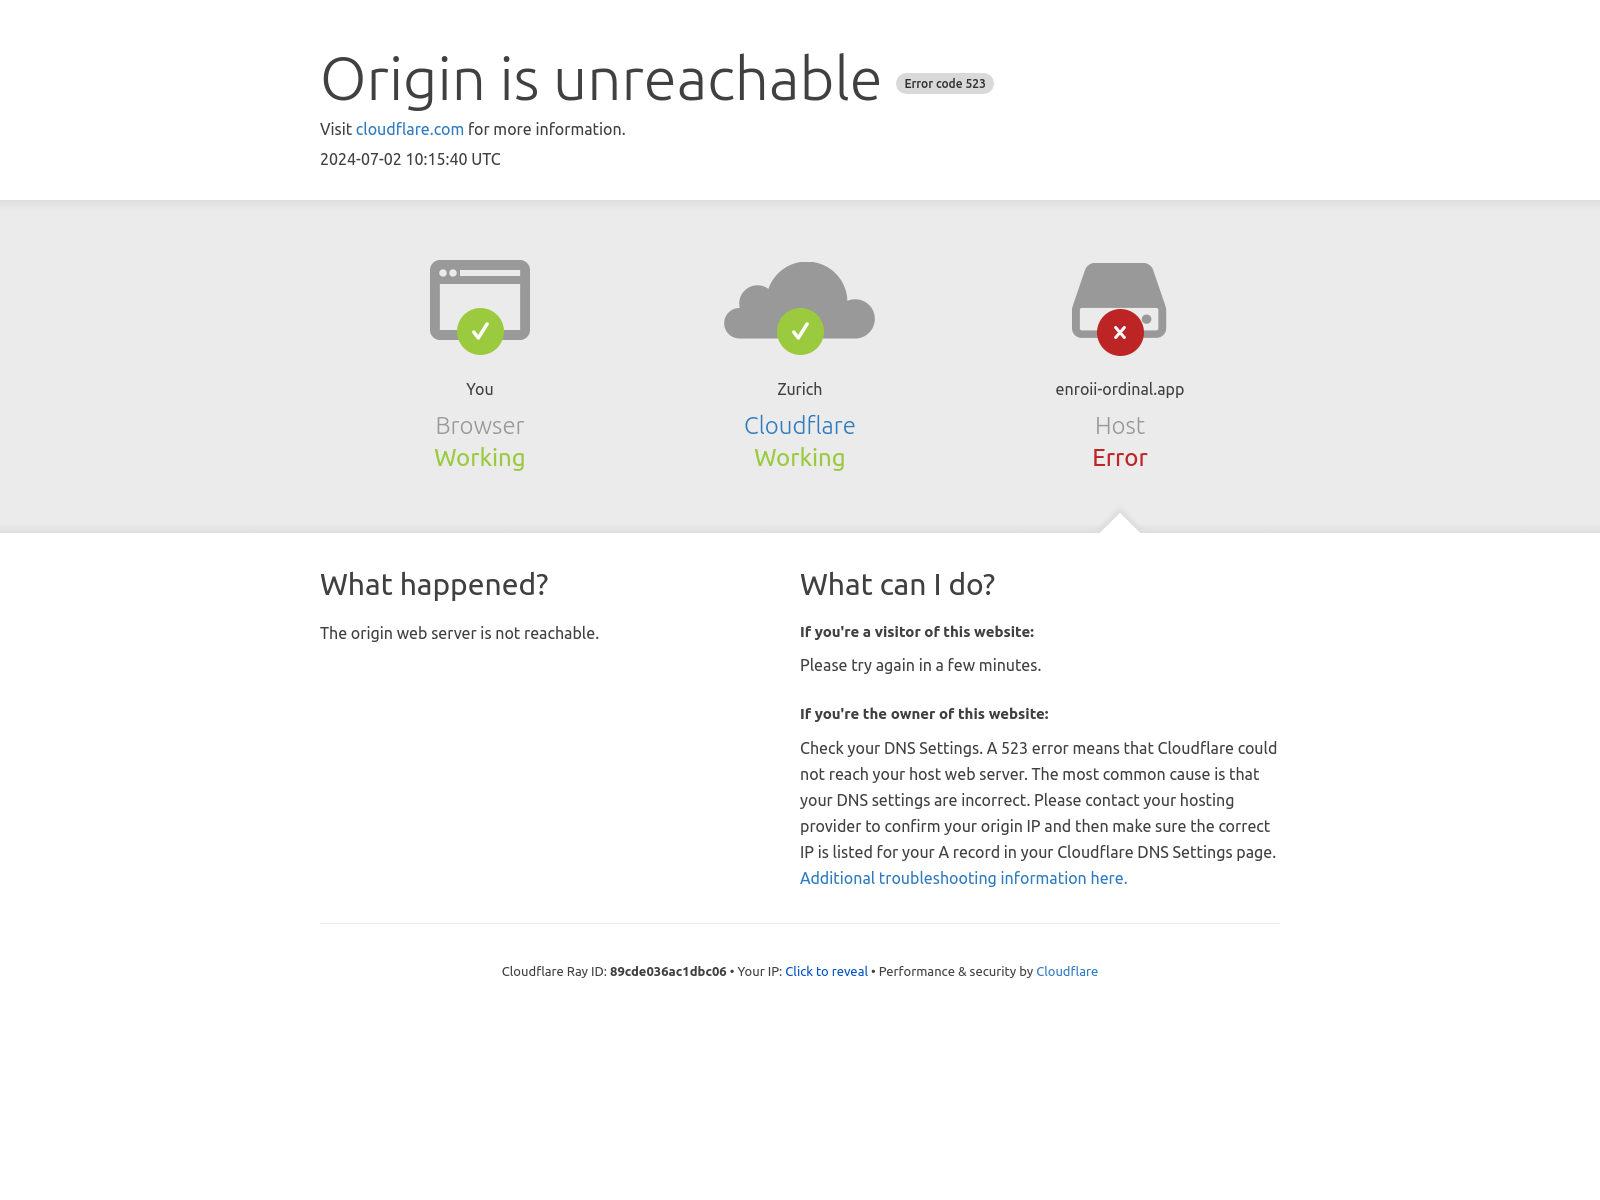 Origin is unreachable Error code 523
Visit cloudflare.com for more information.
2024-07-02 10:15:40 UTC
You
Browser
Working
Zurich
Cloudflare
Working
enroii-ordinal.app
Host
Error
What happened?
The origin web server is not reachable.
What can I do?
If you're a visitor of this website:
Please try again in a few minutes.
If you're the owner of this website:
Check your DNS Settings. A 523 error means that Cloudflare could
not reach your host web server. The most common cause is that
your DNS settings are incorrect. Please contact your hosting
provider to confirm your origin IP and then make sure the correct
IP is listed for your A record in your Cloudflare DNS Settings page.
Additional troubleshooting information here.
Cloudflare Ray ID: 89cde036ac1dbc06 • Your IP: Click to reveal • Performance & security by Cloudflare